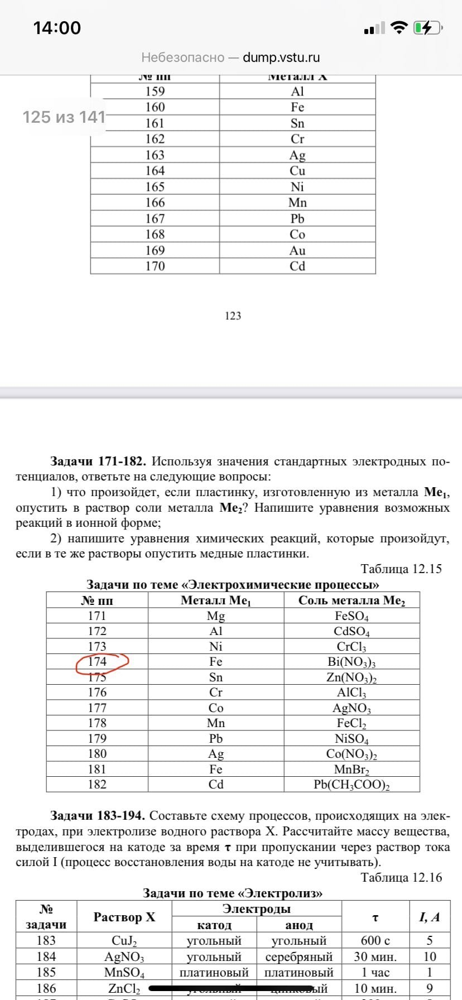 14:00
Небезопасно — dump.vstu.ru
№ пп Металл X
159 Al
125 из 141
160 Fe
161 Sn
162 Cr
163 Ag
164 Cu
165 Ni
166 Mn
167 Pb
168 Co
169 Au
170 Cd
123
Задачи 171-182. Используя значения стандартных электродных по-
тенциалов, ответьте на следующие вопросы:
1) что произойдет, если пластинку, изготовленную из металла Me₁,
опустить в раствор соли металла Me₂? Напишите уравнения возможных
реакций в ионной форме;
2) напишите уравнения химических реакций, которые произойдут,
если в те же растворы опустить медные пластинки.
Таблица 12.15
Задачи по теме «Электрохимические процессы»
№ пп Металл Me₁ Соль металла Me₂
171 Mg FeSO₄
172 Al CdSO₄
173 Ni CrCl₃
174 Fe Bi(NO₃)₃
175 Sn Zn(NO₃)₂
176 Cr AlCl₃
177 Co AgNO₃
178 Mn FeCl₂
179 Pb NiSO₄
180 Ag Co(NO₃)₂
181 Fe MnBr₂
182 Cd Pb(CH₃COO)₂
Задачи 183-194. Составьте схему процессов, происходящих на элек-
тродах, при электролизе водного раствора X. Рассчитайте массу вещества,
выделившегося на катоде за время τ при пропускании через раствор тока
силой I (процесс восстановления воды на катоде не учитывать).
Таблица 12.16
Задачи по теме «Электролиз»
№ задачи Раствор X Электроды τ I, A
катод анод
183 CuJ₂ угольный угольный 600 с 5
184 AgNO₃ угольный серебряный 30 мин. 10
185 MnSO₄ платиновый платиновый 1 час 1
186 ZnCl₂ 10 мин. 9